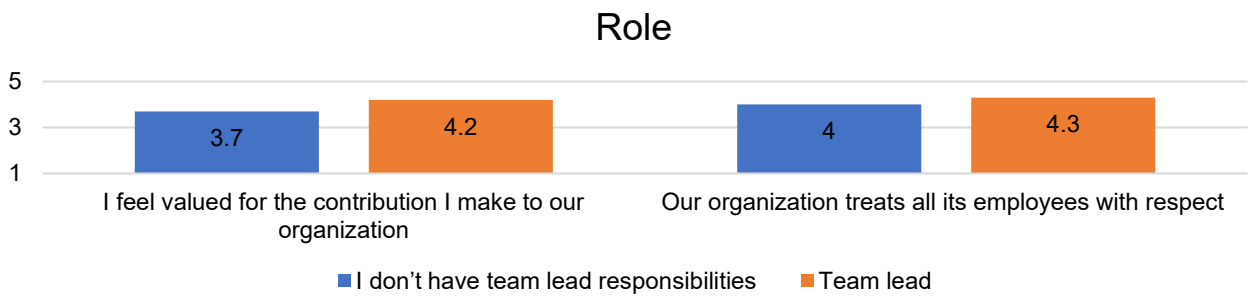 Role
5
3
1
3.7
4.2
4
4.3
I feel valued for the contribution I make to our
organization
Our organization treats all its employees with respect
I don’t have team lead responsibilities
Team lead